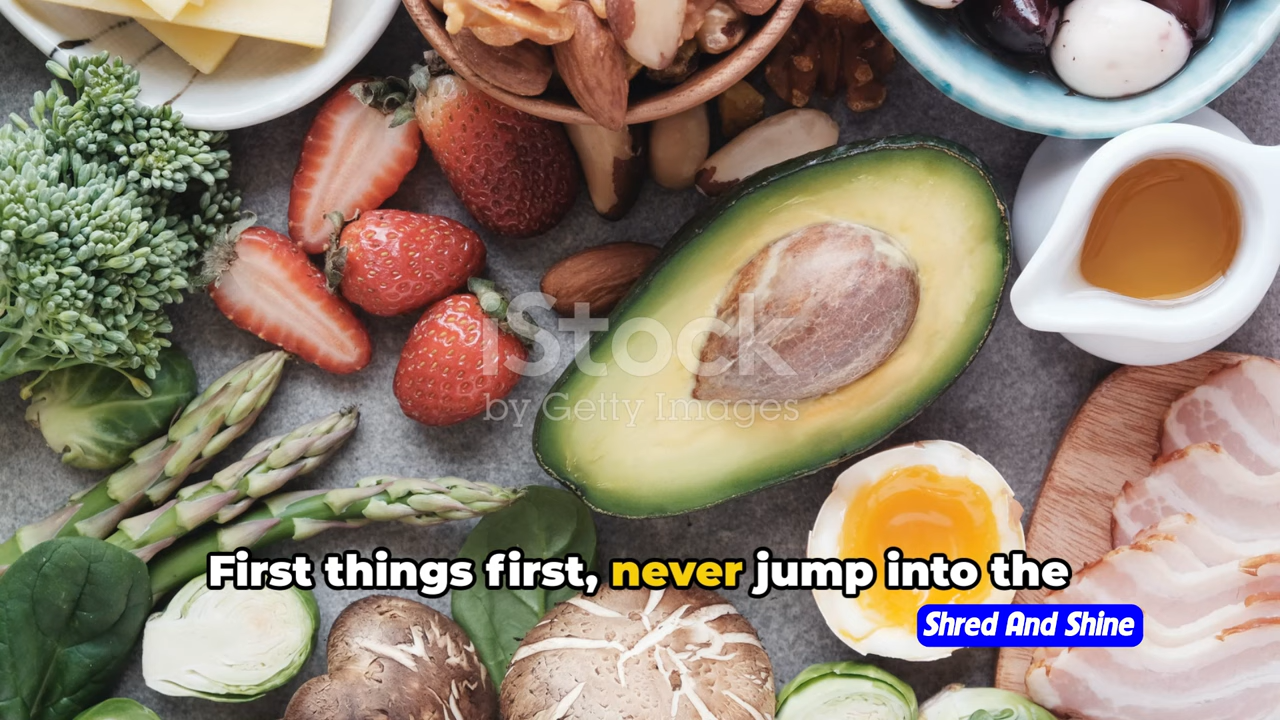 iStock
by Getty Images
First things first, never jump into the
Shred And Shine